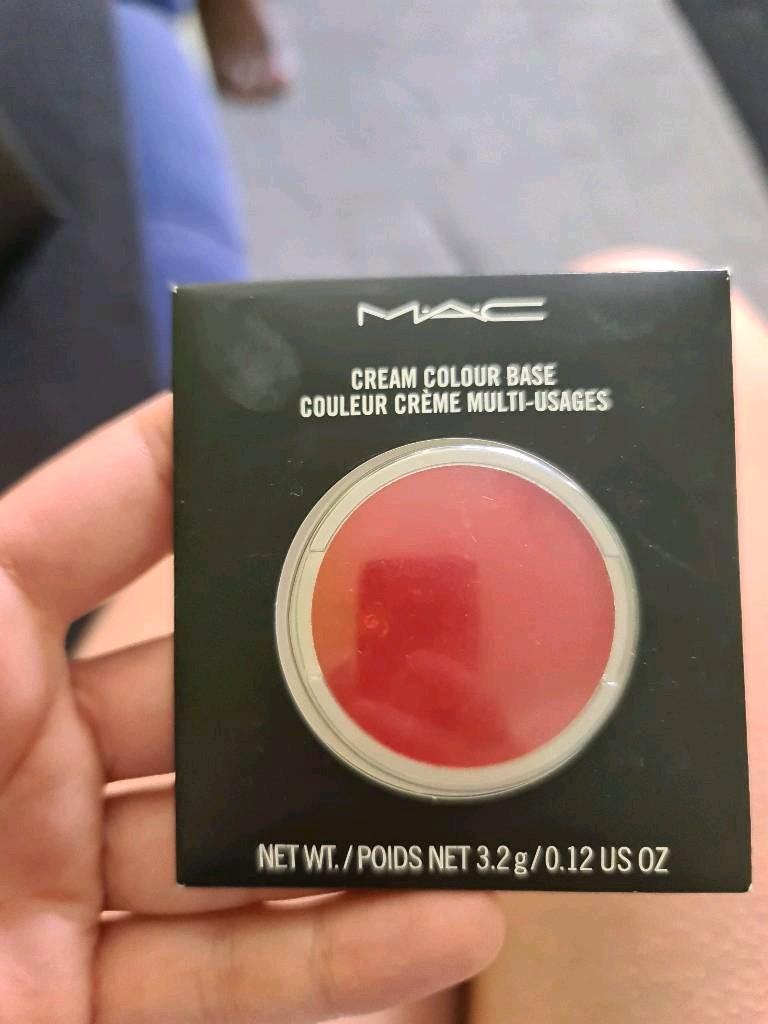 M·A·C
CREAM COLOUR BASE
COULEUR CRÈME MULTI-USAGES
NET WT. / POIDS NET 3.2 g / 0.12 US OZ